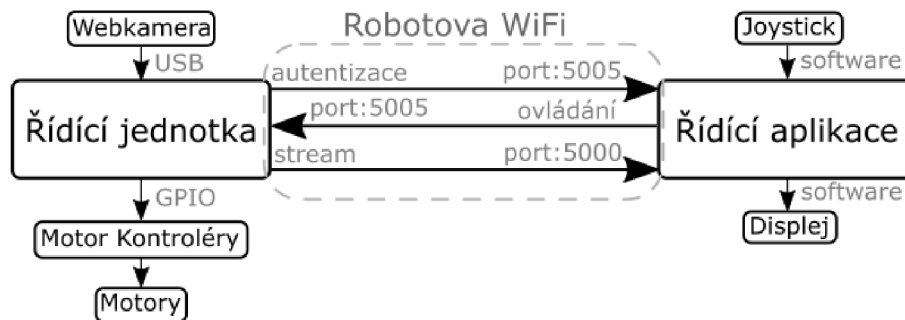 Robotova WiFi
Webkamera
Joystick
USB
software
autentizace
port:5005
port:5005
ovládání
Řídící jednotka
Řídící aplikace
stream
port:5000
GPIO
software
Motor Kontroléry
Displej
Motory